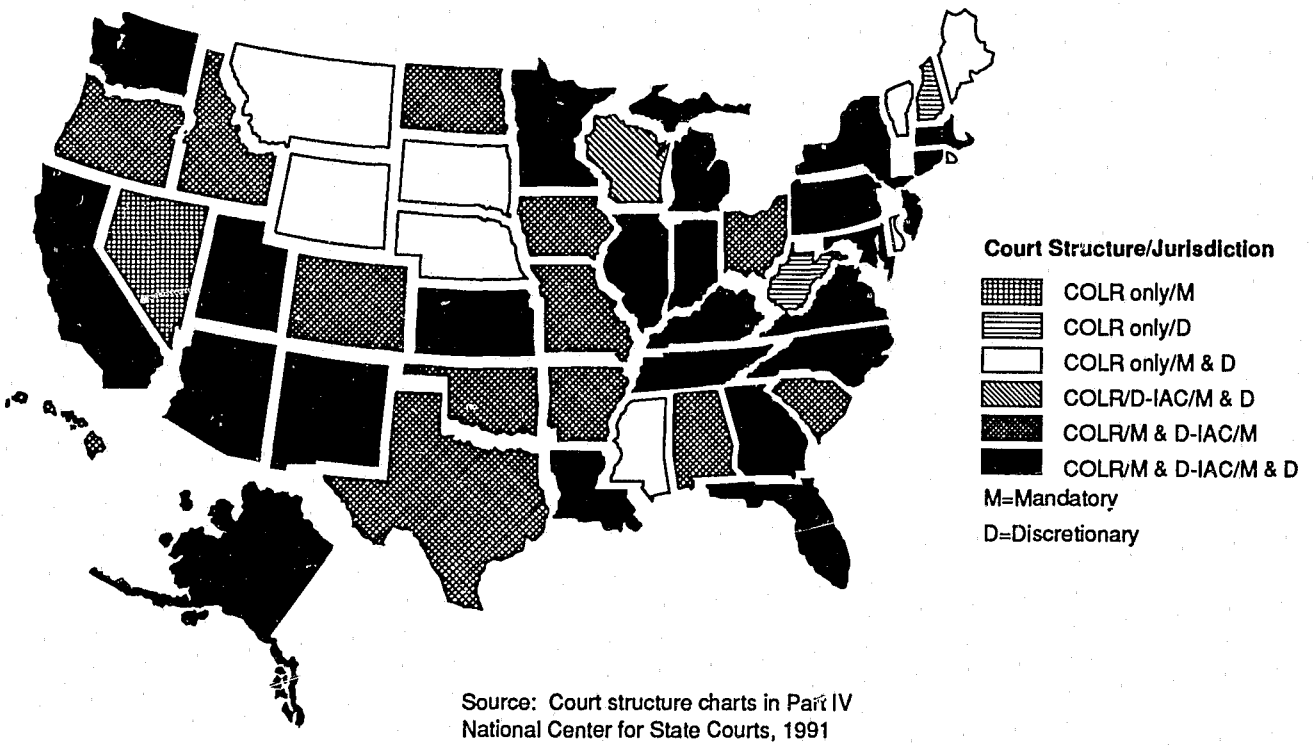 Court Structure/Jurisdiction
COLR only/M
COLR only/D
COLR only/M & D
COLR/D-IAC/M & D
COLR/M & D-IAC/M
COLR/M & D-IAC/M & D
M=Mandatory
D=Discretionary
Source: Court structure charts in Part IV
National Center for State Courts, 1991